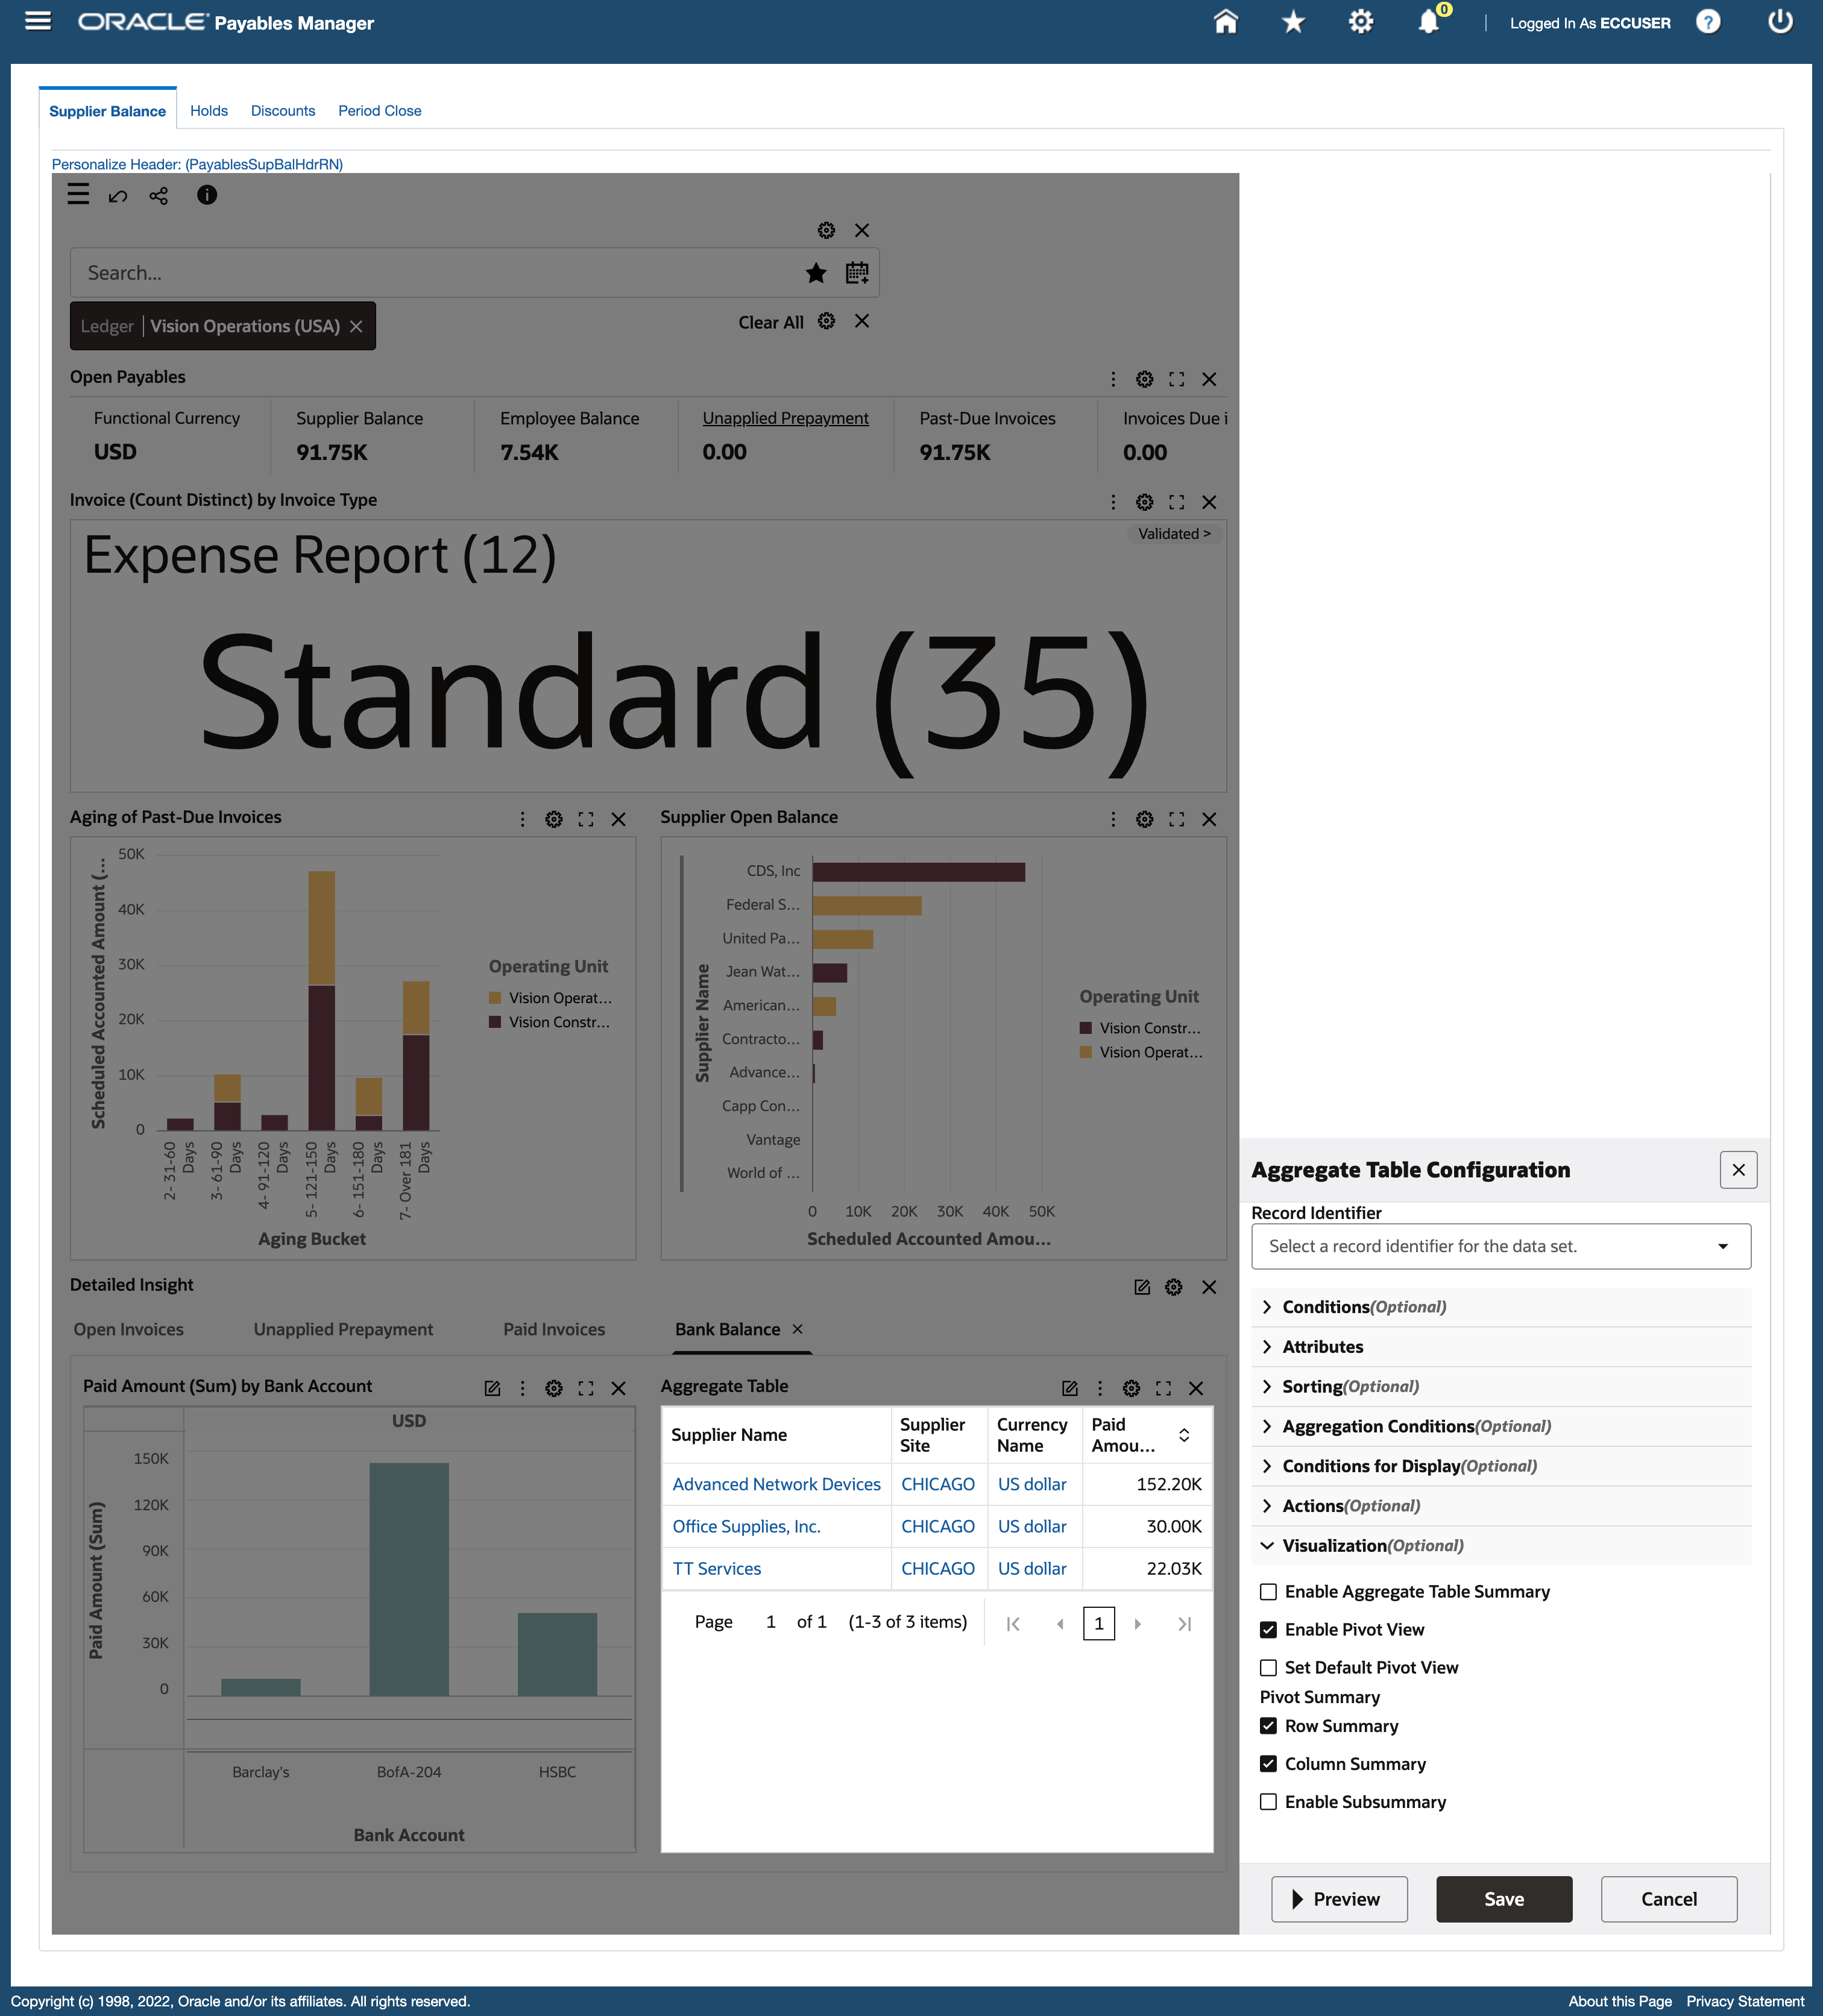 ORACLE Payables Manager
0
Logged In As ECCUSER
?
Supplier Balance
Holds
Discounts
Period Close
Personalize Header: (PayablesSupBalHdrRN)
Search...
Ledger
Vision Operations (USA)
Clear All
Open Payables
Functional Currency
USD
Supplier Balance
91.75K
Employee Balance
7.54K
Unapplied Prepayment
0.00
Past-Due Invoices
91.75K
Invoices Due i
0.00
Invoice (Count Distinct) by Invoice Type
Validated >
Expense Report (12)
Standard (35)
Aging of Past-Due Invoices
Scheduled Accounted Amount (...
50K
40K
30K
20K
10K
0
2- 31-60 Days
3- 61-90 Days
4- 91-120 Days
5- 121-150 Days
6- 151-180 Days
7- Over 181 Days
Aging Bucket
Operating Unit
Vision Operat...
Vision Constr...
Supplier Open Balance
Supplier Name
CDS, Inc
Federal S...
United Pa...
Jean Wat...
American...
Contracto...
Advance...
Capp Con...
Vantage
World of ...
0
10K
20K
30K
40K
50K
Scheduled Accounted Amou...
Operating Unit
Vision Constr...
Vision Operat...
Detailed Insight
Open Invoices
Unapplied Prepayment
Paid Invoices
Bank Balance
Paid Amount (Sum) by Bank Account
USD
Paid Amount (Sum)
150K
120K
90K
60K
30K
0
Barclay's
BofA-204
HSBC
Bank Account
Aggregate Table
Supplier Name
Supplier Site
Currency Name
Paid Amou...
Advanced Network Devices CHICAGO US dollar 152.20K
Office Supplies, Inc. CHICAGO US dollar 30.00K
TT Services CHICAGO US dollar 22.03K
Page 1 of 1 (1-3 of 3 items)
1
Aggregate Table Configuration
Record Identifier
Select a record identifier for the data set.
Conditions(Optional)
Attributes
Sorting(Optional)
Aggregation Conditions(Optional)
Conditions for Display(Optional)
Actions(Optional)
Visualization(Optional)
Enable Aggregate Table Summary
Enable Pivot View
Set Default Pivot View
Pivot Summary
Row Summary
Column Summary
Enable Subsummary
Preview
Save
Cancel
Copyright (c) 1998, 2022, Oracle and/or its affiliates. All rights reserved.
About this Page
Privacy Statement